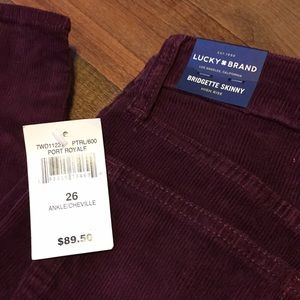 EST. 1990
LUCKY BRAND
LOS ANGELES, CALIFORNIA
BRIDGETTE SKINNY
HIGH RISE
PTRL/600
PORT ROYALE
26
ANKLE/CHEVILLE
$89.50